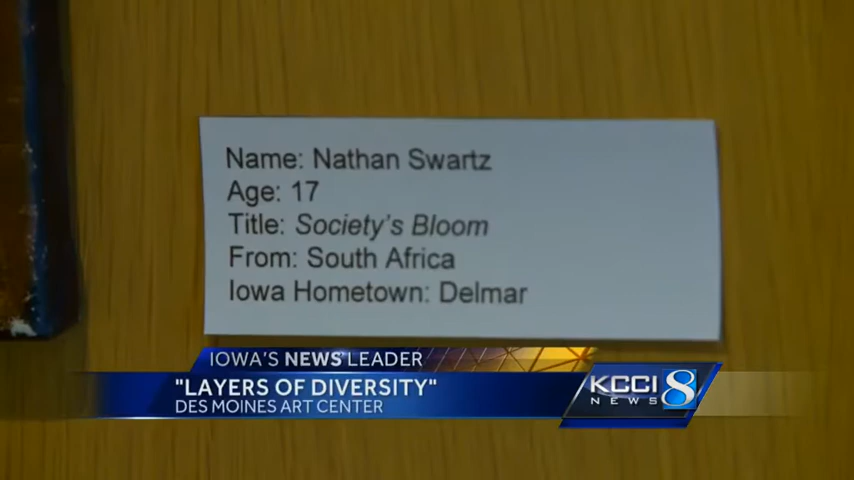 Name: Nathan Swartz
Age: 17
Title: Society's Bloom
From: South Africa
Iowa Hometown: Delmar
IOWA'S NEWS LEADER
"LAYERS OF DIVERSITY"
DES MOINES ART CENTER
KCCI 8
NEWS